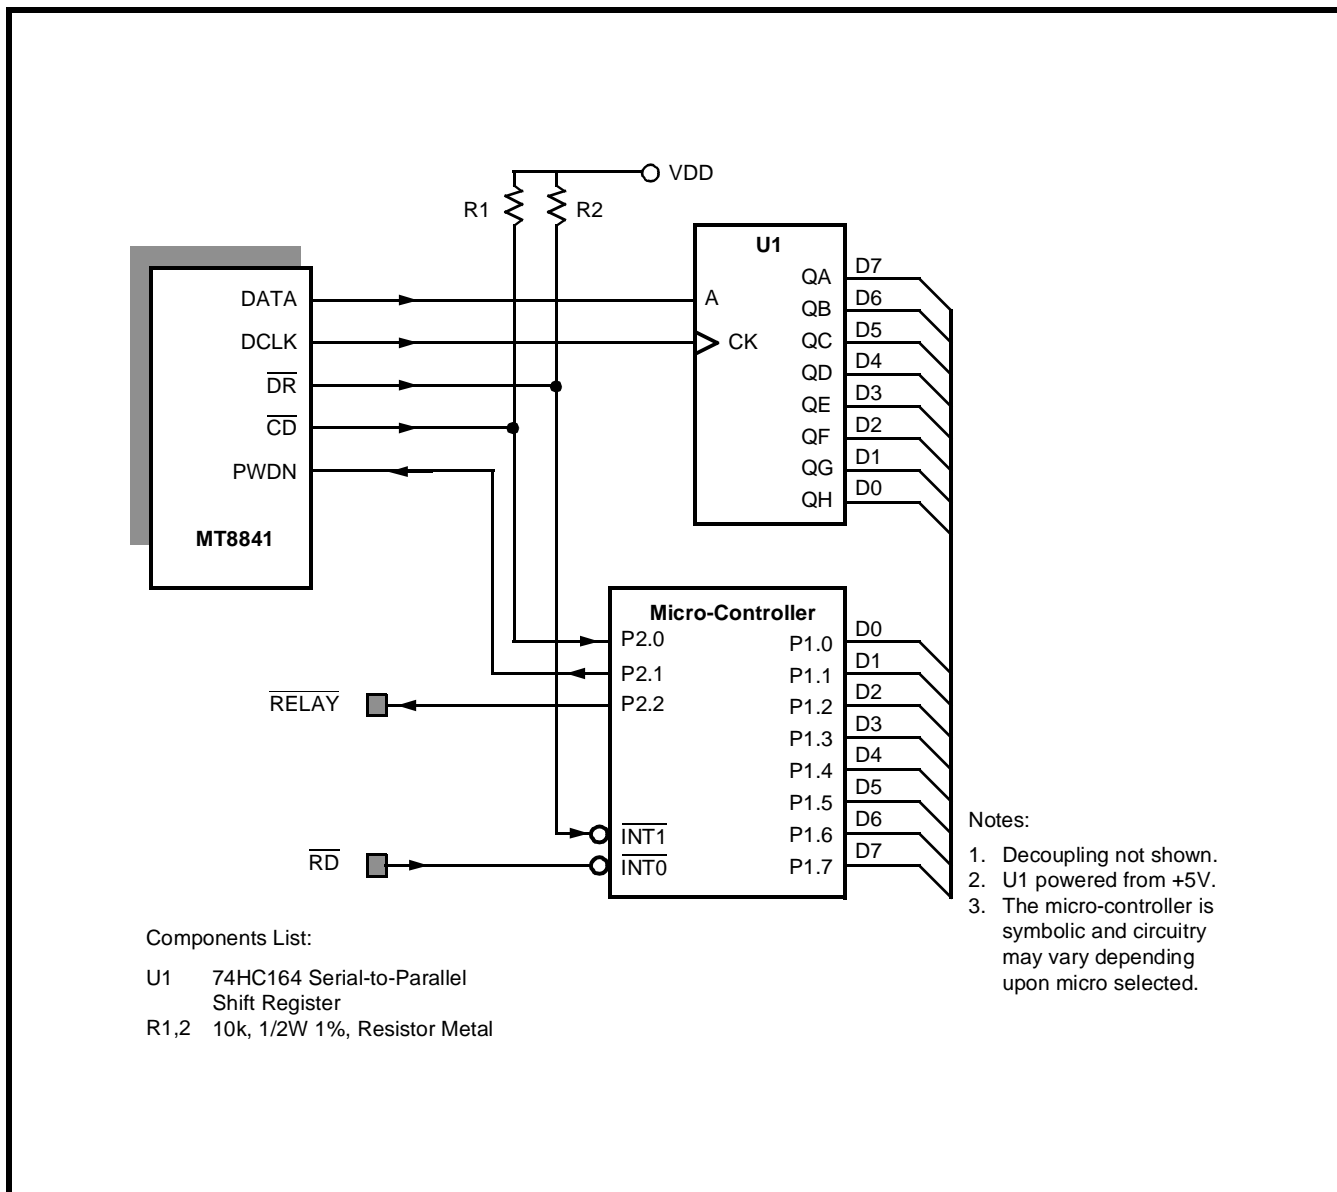 VDD
R1
R2
U1
DATA
DCLK
DR
CD
PWDN
MT8841
A
CK
QA
QB
QC
QD
QE
QF
QG
QH
D7
D6
D5
D4
D3
D2
D1
D0
Micro-Controller
P2.0
P2.1
P2.2
INT1
INT0
P1.0
P1.1
P1.2
P1.3
P1.4
P1.5
P1.6
P1.7
D0
D1
D2
D3
D4
D5
D6
D7
RELAY
RD
Notes:
1. Decoupling not shown.
2. U1 powered from +5V.
3. The micro-controller is
symbolic and circuitry
may vary depending
upon micro selected.
Components List:
U1 74HC164 Serial-to-Parallel
Shift Register
R1,2 10k, 1/2W 1%, Resistor Metal